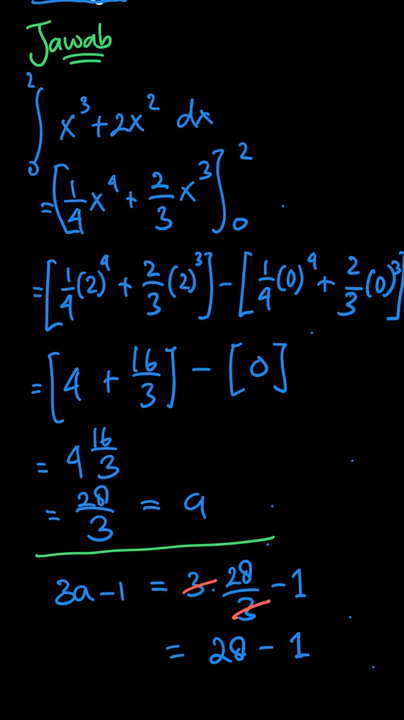 Jawab
∫₀² x³ + 2x² dx
= [1/4 x⁴ + 2/3 x³]₀²
= [1/4 (2)⁴ + 2/3 (2)³] - [1/4 (0)⁴ + 2/3 (0)³]
= [4 + 16/3] - [0]
= 4 16/3
= 28/3 = a
3a - 1 = 3 · 28/3 - 1
= 28 - 1